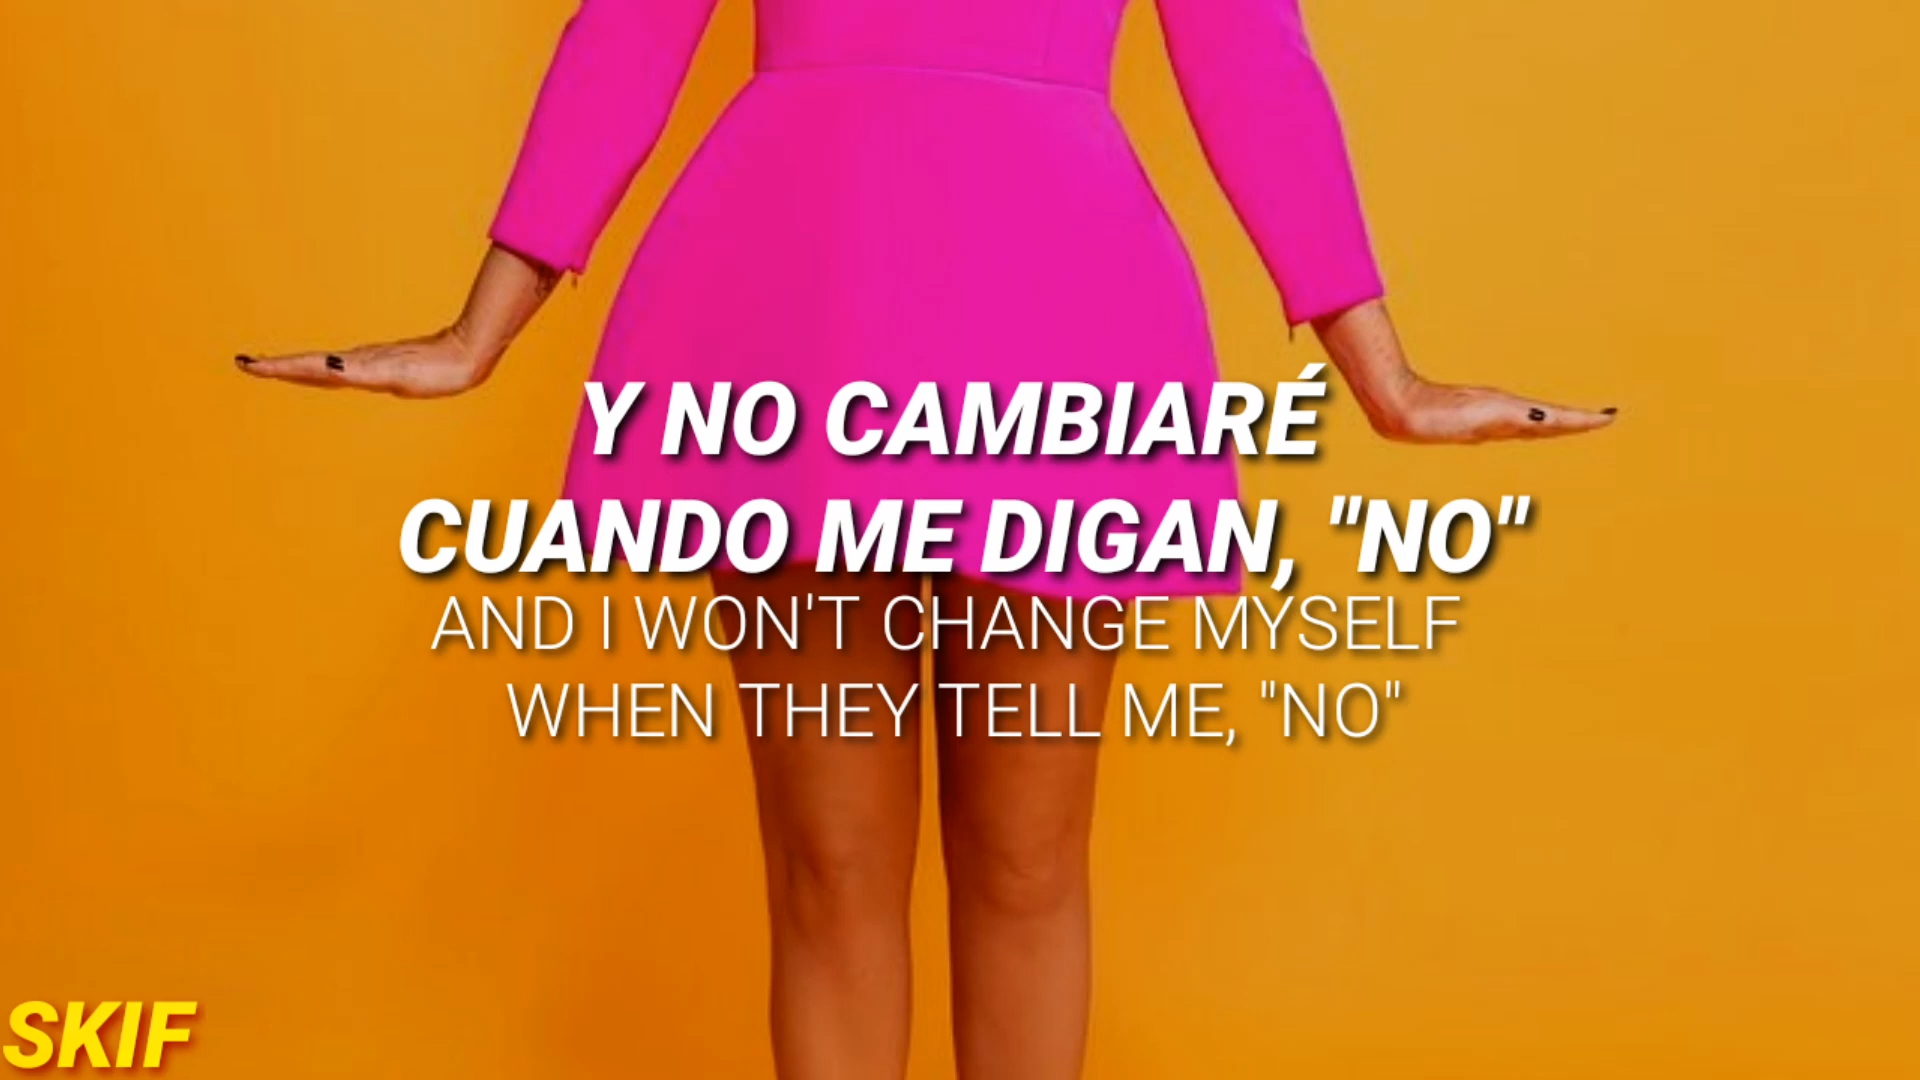 Y NO CAMBIARÉ
CUANDO ME DIGAN, "NO"
AND I WON'T CHANGE MYSELF
WHEN THEY TELL ME, "NO"
SKIF